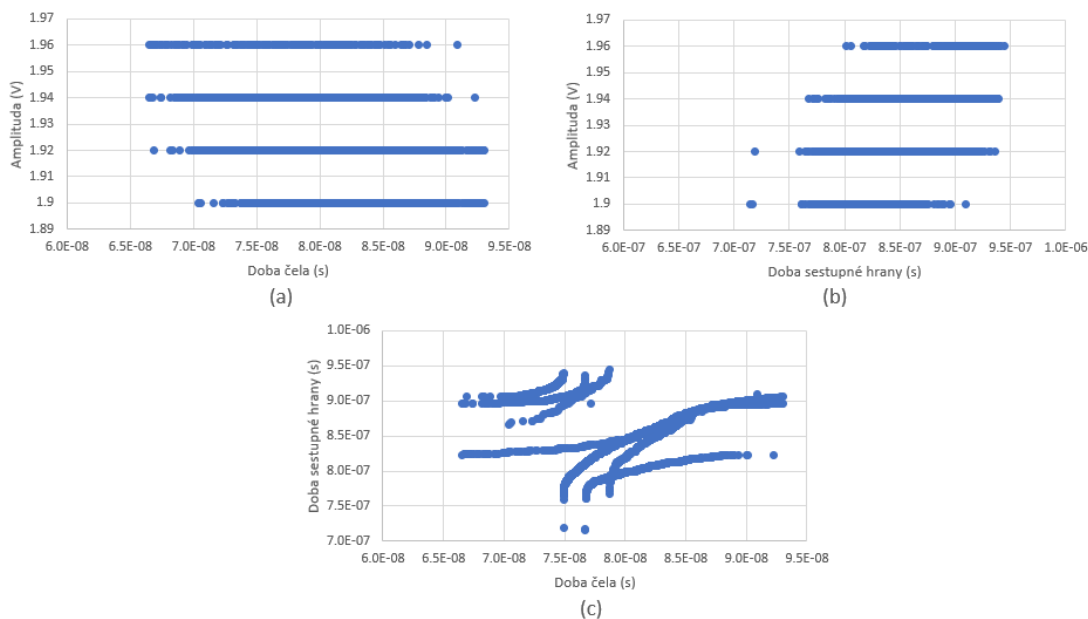 1.97
1.96
1.95
1.94
1.93
1.92
1.91
1.9
1.89
Amplituda (V)
6.0E-08 6.5E-08 7.0E-08 7.5E-08 8.0E-08 8.5E-08 9.0E-08 9.5E-08
Doba čela (s)
(a)
1.97
1.96
1.95
1.94
1.93
1.92
1.91
1.9
1.89
Amplituda (V)
6.0E-07 6.5E-07 7.0E-07 7.5E-07 8.0E-07 8.5E-07 9.0E-07 9.5E-07 1.0E-06
Doba sestupné hrany (s)
(b)
1.0E-06
9.5E-07
9.0E-07
8.5E-07
8.0E-07
7.5E-07
7.0E-07
Doba sestupné hrany (s)
6.0E-08 6.5E-08 7.0E-08 7.5E-08 8.0E-08 8.5E-08 9.0E-08 9.5E-08
Doba čela (s)
(c)